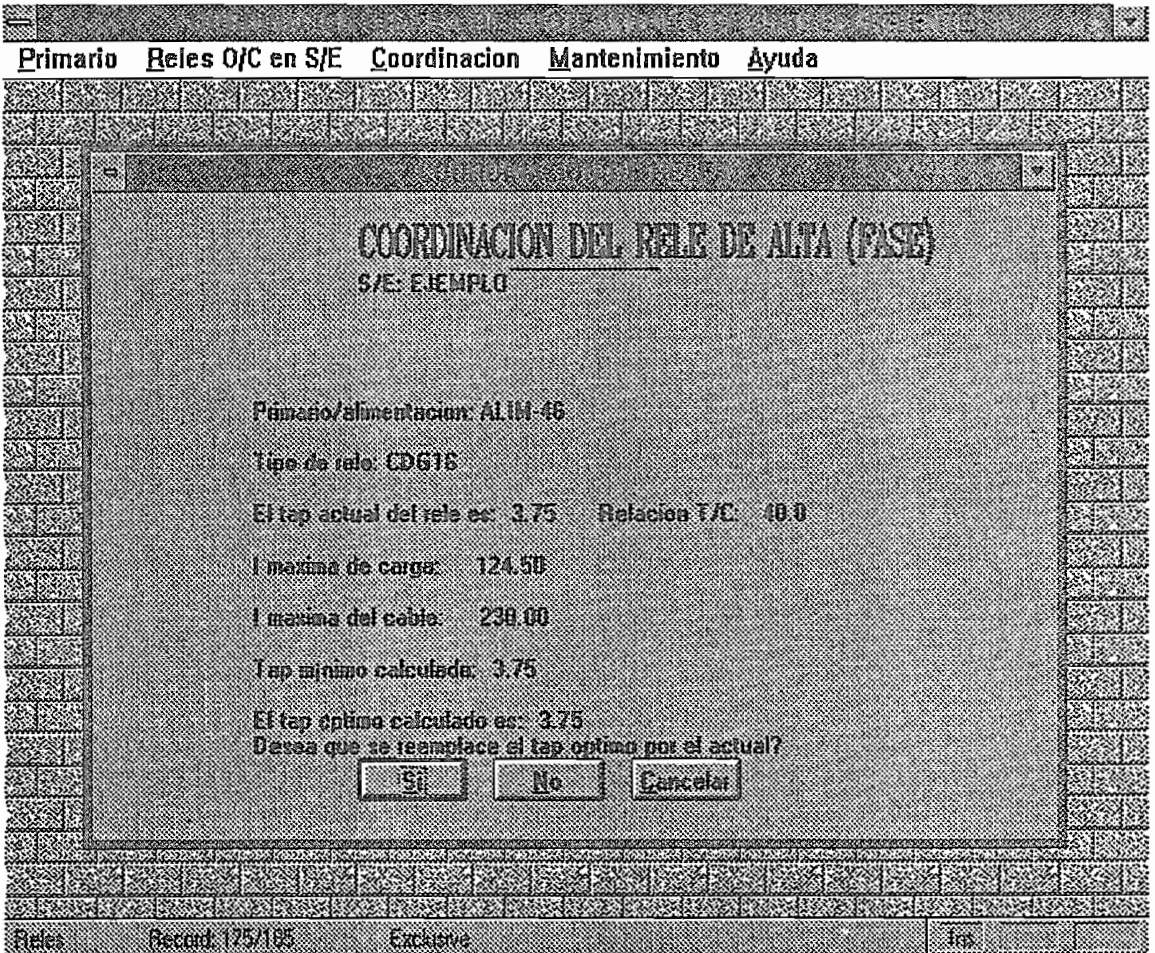 Primario Reles O/C en S/E Coordinacion Mantenimiento Ayuda
COORDINACION DEL RELE DE ALTA (FASE)
S/E: EJEMPLO
Primario/alimentacion: ALIM-46
Tipo de rele: CDG16
El tap actual del rele es: 3.75 Relacion T/C: 40.0
I maxima de carga: 124.50
I maxima del cable: 230.00
Tap minimo calculado: 3.75
El tap optimo calculado es: 3.75
Desea que se reemplace el tap optimo por el actual?
Si No Cancelar
Reles Record: 175/185 Exclusive Ins